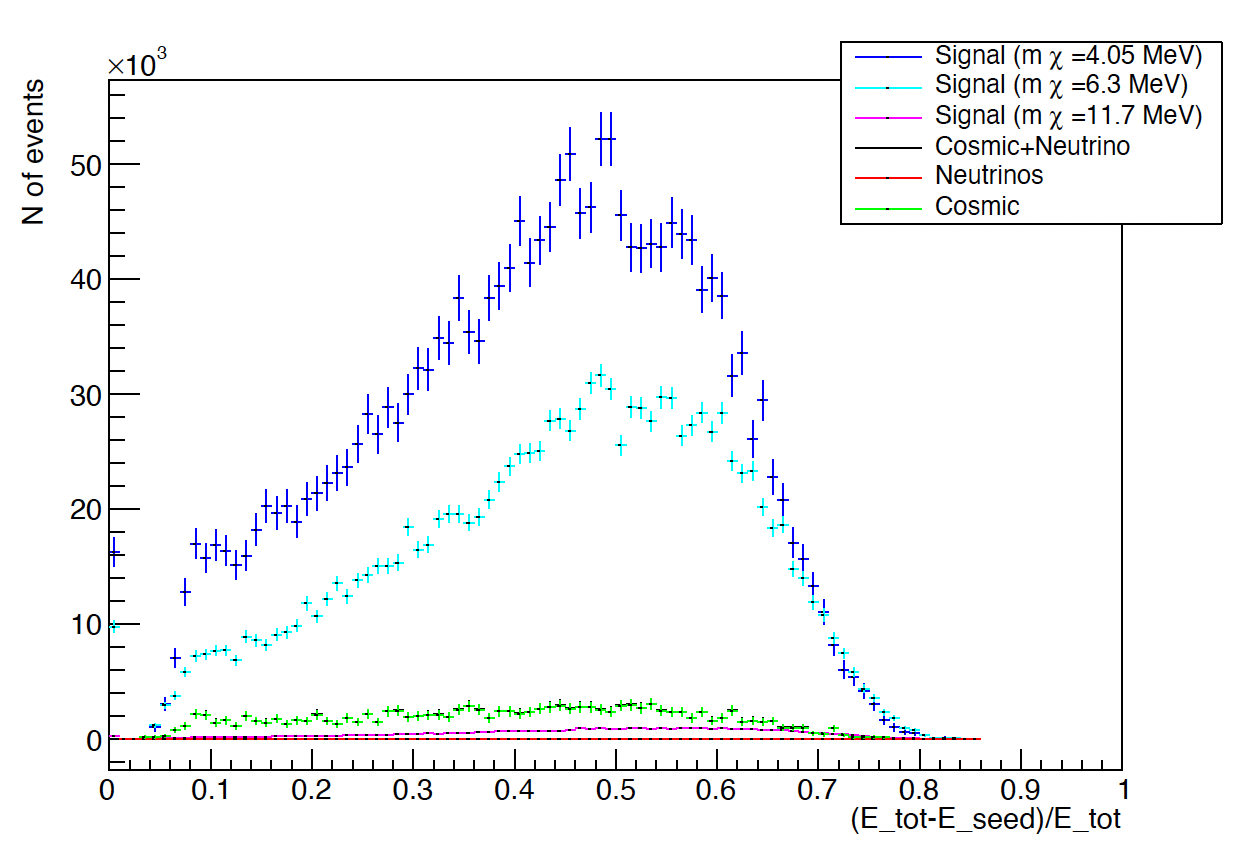 ×10³
N of events
Signal (m χ =4.05 MeV)
Signal (m χ =6.3 MeV)
Signal (m χ =11.7 MeV)
Cosmic+Neutrino
Neutrinos
Cosmic
50
40
30
20
10
0
0 0.1 0.2 0.3 0.4 0.5 0.6 0.7 0.8 0.9 1
(E_tot-E_seed)/E_tot